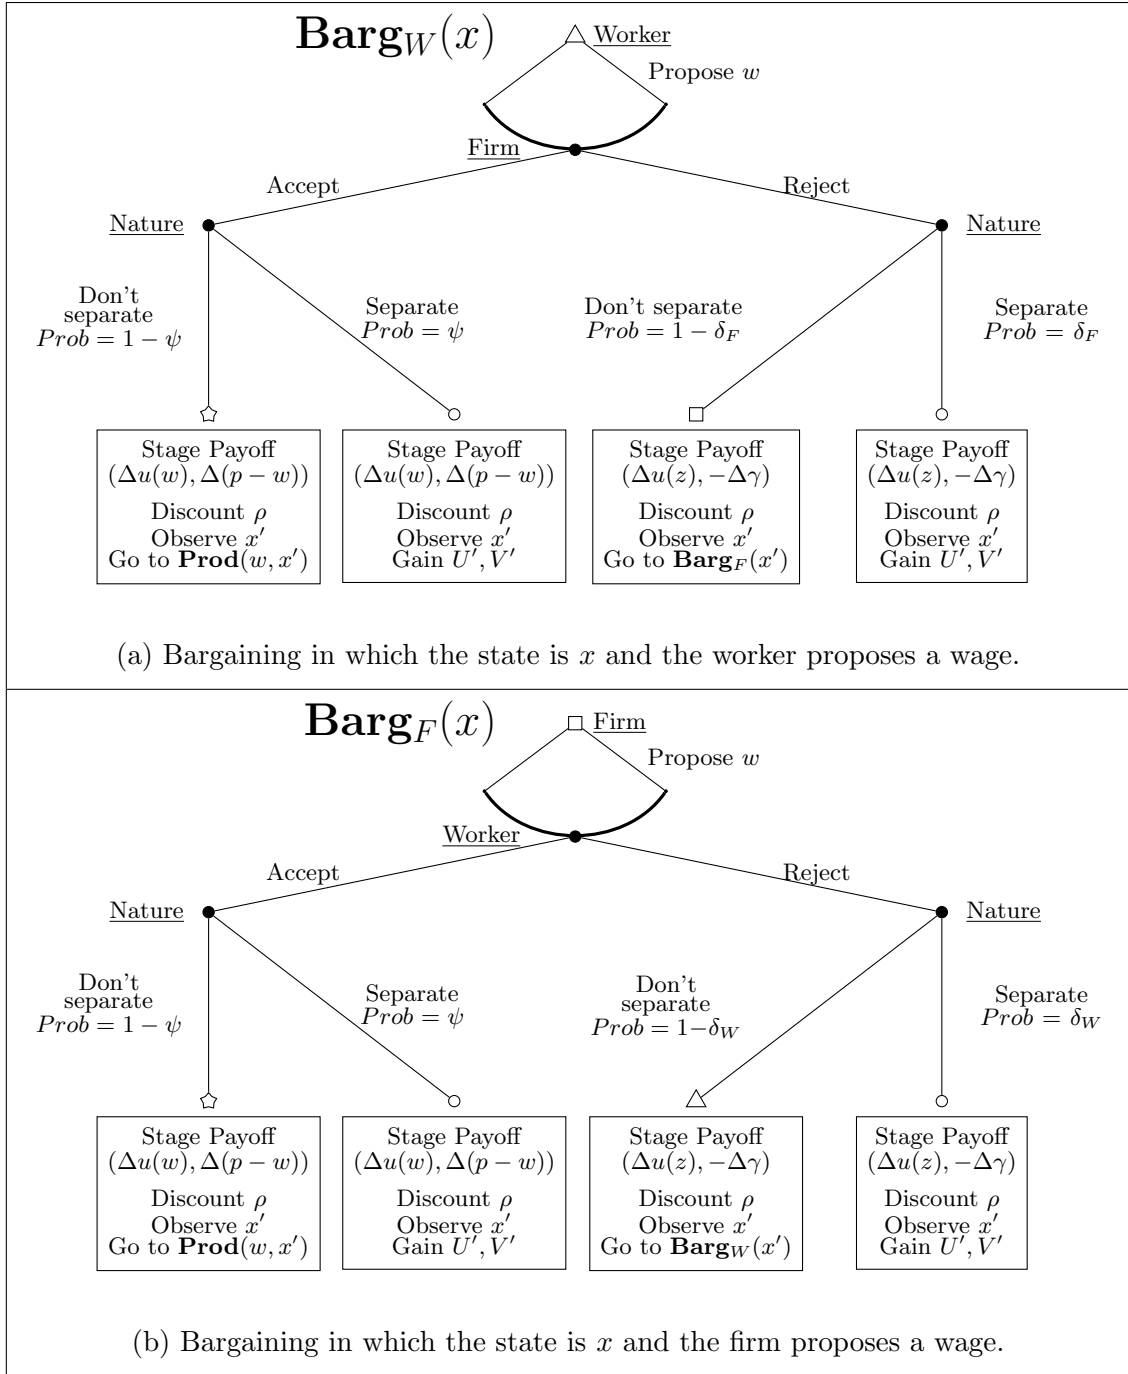 𝐁𝐚𝐫𝐠_W(x)
Worker
Propose w
Firm
Accept
Reject
Nature
Nature
Don't
separate
Prob = 1 − ψ
Separate
Prob = ψ
Don't separate
Prob = 1 − δ_F
Separate
Prob = δ_F
Stage Payoff
(Δu(w), Δ(p − w))
Discount ρ
Observe x′
Go to Prod(w, x′)
Stage Payoff
(Δu(w), Δ(p − w))
Discount ρ
Observe x′
Gain U′, V′
Stage Payoff
(Δu(z), −Δγ)
Discount ρ
Observe x′
Go to Barg_F(x′)
Stage Payoff
(Δu(z), −Δγ)
Discount ρ
Observe x′
Gain U′, V′
(a) Bargaining in which the state is x and the worker proposes a wage.
Barg_F(x)
Firm
Propose w
Worker
Accept
Reject
Nature
Nature
Don't
separate
Prob = 1 − ψ
Separate
Prob = ψ
Don't
separate
Prob = 1−δ_W
Separate
Prob = δ_W
Stage Payoff
(Δu(w), Δ(p − w))
Discount ρ
Observe x′
Go to Prod(w, x′)
Stage Payoff
(Δu(w), Δ(p − w))
Discount ρ
Observe x′
Gain U′, V′
Stage Payoff
(Δu(z), −Δγ)
Discount ρ
Observe x′
Go to Barg_W(x′)
Stage Payoff
(Δu(z), −Δγ)
Discount ρ
Observe x′
Gain U′, V′
(b) Bargaining in which the state is x and the firm proposes a wage.